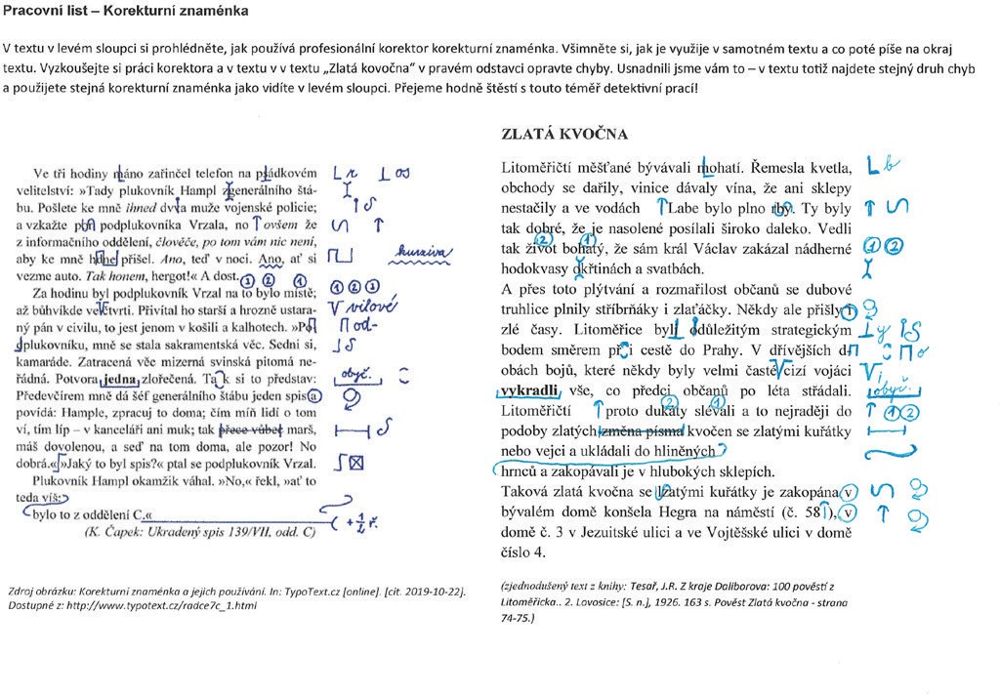 Pracovní list – Korekturní znaménka
V textu v levém sloupci si prohlédněte, jak používá profesionální korektor korekturní znaménka. Všimněte si, jak je využije v samotném textu a co poté píše na okraj
textu. Vyzkoušejte si práci korektora a v textu v v textu „Zlatá kovočna“ v pravém odstavci opravte chyby. Usnadnili jsme vám to – v textu totiž najdete stejný druh chyb
a použijete stejná korekturní znaménka jako vidíte v levém sloupci. Přejeme hodně štěstí s touto téměř detektivní prací!
Ve tři hodiny máno zařinčel telefon na pládkovém
velitelství: »Tady plukovník Hampl zgenerálního štá-
bu. Pošlete ke mně ihned dva muže vojenské policie;
a vzkažte podplukovníka Vrzala, no ovšem že
z informačního oddělení, člověče, po tom vám nic není,
aby ke mně přišel. Ano, teď v noci. Ano, ať si
vezme auto. Tak honem, hergot!« A dost.
Za hodinu byl podplukovník Vrzal na to bylo místě;
až bůhvíkde ve čtvrti. Přivítal ho starší a hrozně ustara-
ný pán v civilu, to jest jenom v košili a kalhotech. »Po
plukovníku, mně se stala sakramentská věc. Sedni si,
kamaráde. Zatracená věc mizerná svinská pitomá ne-
řádná. Potvora jedna zlořečená. Tak si to představ:
Předevčírem mně dá šéf generálního štábu jeden spis a
povídá: Hample, zpracuj to doma; čím míň lidí o tom
ví, tím líp – v kanceláři ani muk; tak přece vůbec marš,
máš dovolenou, a seď na tom doma, ale pozor! No
dobrá.«»Jaký to byl spis?« ptal se podplukovník Vrzal.
Plukovník Hampl okamžik váhal. »No,« řekl, »ať to
teda víš:
bylo to z oddělení C.«
(K. Čapek: Ukradený spis 139/VII, odd. C)
kurziva
vilové
od-
obyč.
Zdroj obrázku: Korekturní znaménka a jejich používání. In: TypoText.cz [online]. [cit. 2019-10-22].
Dostupné z: http://www.typotext.cz/radce7c_1.html
ZLATÁ KVOČNA
Litoměřičtí měšťané bývávali mohatí. Řemesla kvetla,
obchody se dařily, vinice dávaly vína, že ani sklepy
nestačily a ve vodách Labe bylo plno rby. Ty byly
tak dobré, že je nasolené posílali široko daleko. Vedli
tak život bohatý, že sám král Václav zakázal nádherné
hodokvasy okřtinách a svatbách.
A přes toto plýtvání a rozmařilost občanů se dubové
truhlice plnily stříbrňáky i zlaťáčky. Někdy ale přišly i
zlé časy. Litoměřice byli důležitým strategickým
bodem směrem při cestě do Prahy. V dřívějších d
obách bojů, které někdy byly velmi časté cizí vojáci
vykradli vše, co předci občanů po léta střádali.
Litoměřičtí proto dukáty slévali a to nejraději do
podoby zlatých změna písma kvočen se zlatými kuřátky
nebo vejci a ukládali do hliněných
hrnců a zakopávali je v hlubokých sklepích.
Taková zlatá kvočna se lzatými kuřátky je zakopána v
bývalém domě konšela Hegra na náměstí (č. 58), v
domě č. 3 v Jezuitské ulici a ve Vojtěšské ulici v domě
číslo 4.
obyč.
(zjednodušený text z knihy: Tesař, J.R. Z kraje Daliborova: 100 pověstí z
Litoměřicka.. 2. Lovosice: [S. n.], 1926. 163 s. Pověst Zlatá kvočna - strana
74-75.)